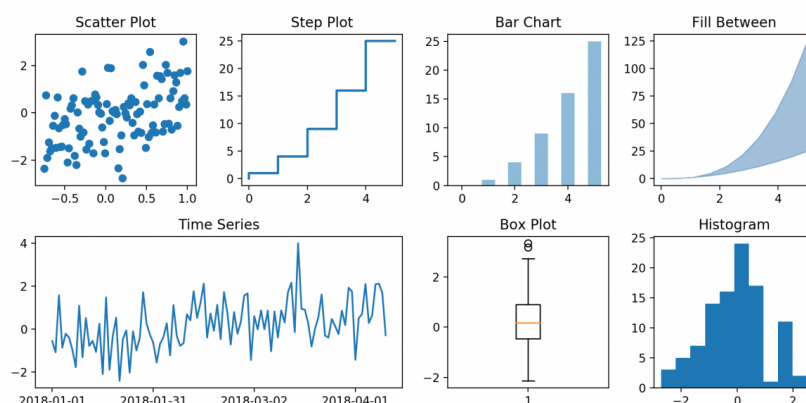 Scatter Plot
2
0
−2
−0.5 0.0 0.5 1.0
Step Plot
25
20
15
10
5
0
0 2 4
Bar Chart
25
20
15
10
5
0
0 2 4
Fill Between
125
100
75
50
25
0
0 2 4
Time Series
4
2
0
−2
2018-01-01 2018-01-31 2018-03-02 2018-04-01
Box Plot
2
0
−2
1
Histogram
25
20
15
10
5
0
−2 0 2